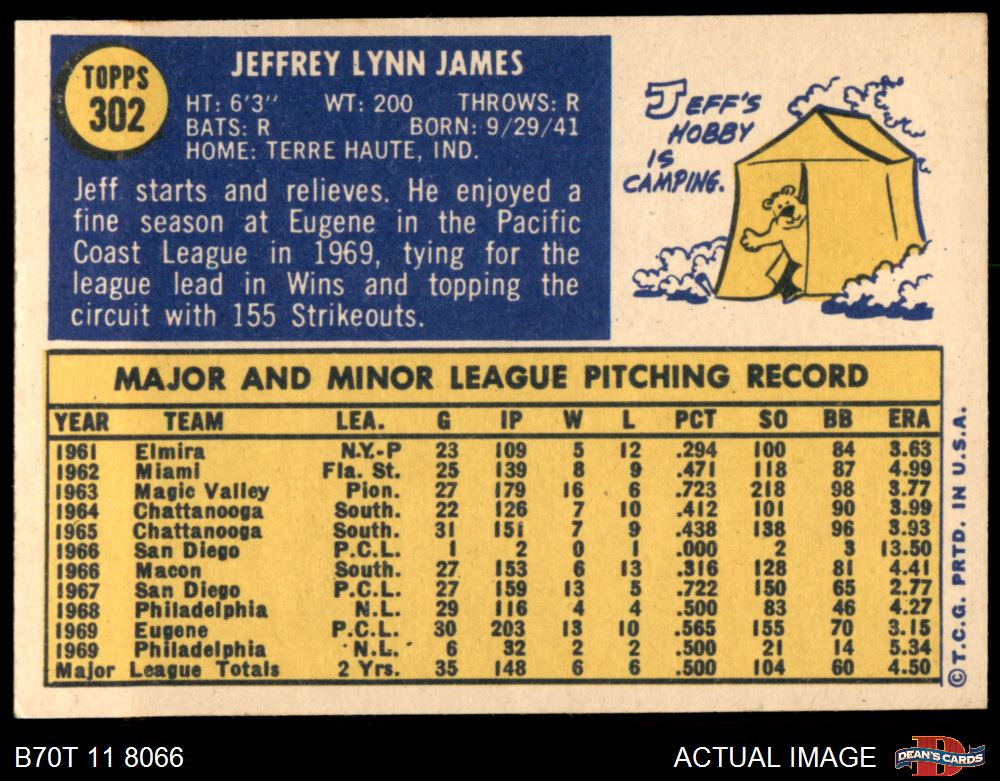 TOPPS
302
JEFFREY LYNN JAMES
HT: 6'3" WT: 200 THROWS: R
BATS: R BORN: 9/29/41
HOME: TERRE HAUTE, IND.
Jeff starts and relieves. He enjoyed a
fine season at Eugene in the Pacific
Coast League in 1969, tying for the
league lead in Wins and topping the
circuit with 155 Strikeouts.
JEFF'S
HOBBY
IS
CAMPING.
MAJOR AND MINOR LEAGUE PITCHING RECORD
YEAR TEAM LEA. G IP W L PCT SO BB ERA
1961 Elmira N.Y.-P 23 109 5 12 .294 100 84 3.63
1962 Miami Fla. St. 25 139 8 9 .471 118 87 4.99
1963 Magic Valley Pion. 27 179 16 6 .723 218 98 3.77
1964 Chattanooga South. 22 126 7 10 .412 101 90 3.99
1965 Chattanooga South. 31 151 7 9 .438 138 96 3.93
1966 San Diego P.C.L. 1 2 0 1 .000 2 3 13.50
1966 Macon South. 27 153 6 13 .316 128 81 4.41
1967 San Diego P.C.L. 27 159 13 5 .722 150 65 2.77
1968 Philadelphia N.L. 29 116 4 4 .500 83 46 4.27
1969 Eugene P.C.L. 30 203 13 10 .565 155 70 3.15
1969 Philadelphia N.L. 6 32 2 2 .500 21 14 5.34
Major League Totals 2 Yrs. 35 148 6 6 .500 104 60 4.50
©T.C.G. PRTD. IN U.S.A.
B70T 11 8066
ACTUAL IMAGE
DEAN'S CARDS